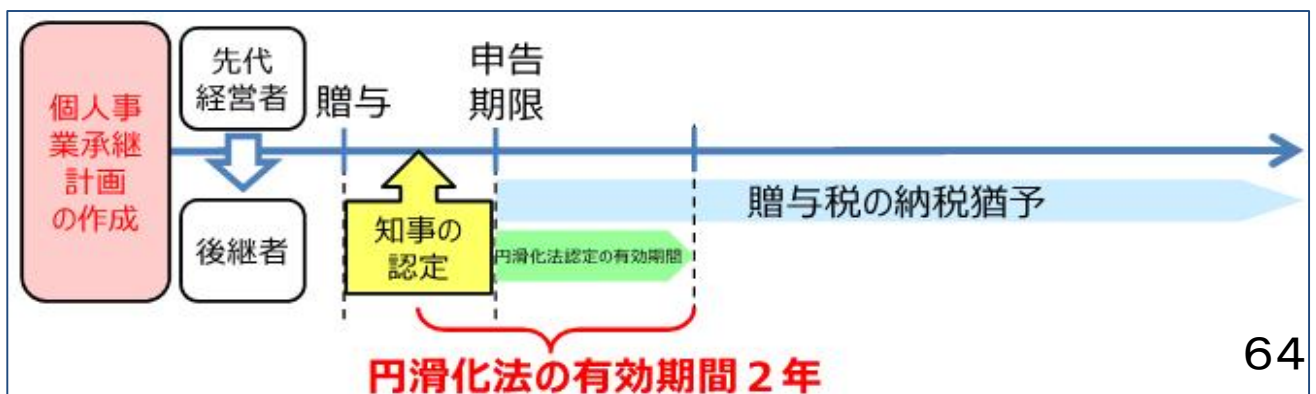 個人事
業承継
計画
の作成
先代
経営者
後継者
贈与
申告
期限
知事の
認定
贈与税の納税猶予
円滑化法認定の有効期間
円滑化法の有効期間２年
64